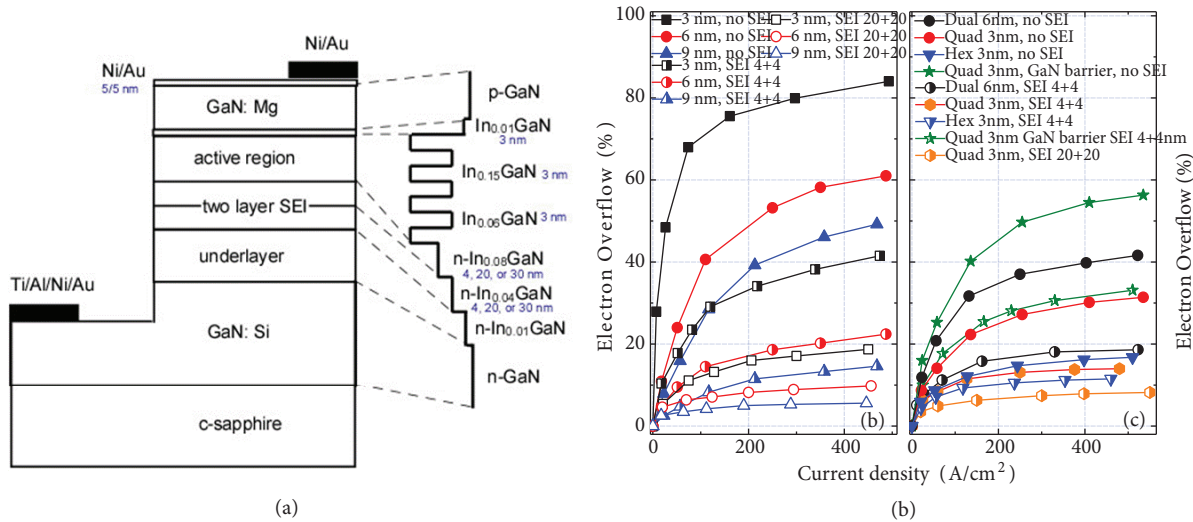 Ni/Au
Ni/Au
5/5 nm
GaN: Mg
active region
two layer SEI
underlayer
Ti/Al/Ni/Au
GaN: Si
c-sapphire
p-GaN
In0.01GaN
3 nm
In0.15GaN 3 nm
In0.06GaN 3 nm
n-In0.08GaN
4, 20, or 30 nm
n-In0.04GaN
4, 20, or 30 nm
n-In0.01GaN
n-GaN
(a)
Electron Overflow (%)
100
80
60
40
20
0
3 nm, no SEI
6 nm, no SEI
9 nm, no SEI
3 nm, SEI 4+4
6 nm, SEI 4+4
9 nm, SEI 4+4
3 nm, SEI 20+20
6 nm, SEI 20+20
9 nm, SEI 20+20
(b)
0 200 400
Dual 6nm, no SEI
Quad 3nm, no SEI
Hex 3nm, no SEI
Quad 3nm, GaN barrier, no SEI
Dual 6nm, SEI 4+4
Quad 3nm, SEI 4+4
Hex 3nm, SEI 4+4
Quad 3nm GaN barrier SEI 4+4nm
Quad 3nm, SEI 20+20
(c)
0 200 400
Electron Overflow (%)
Current density (A/cm2)
(b)